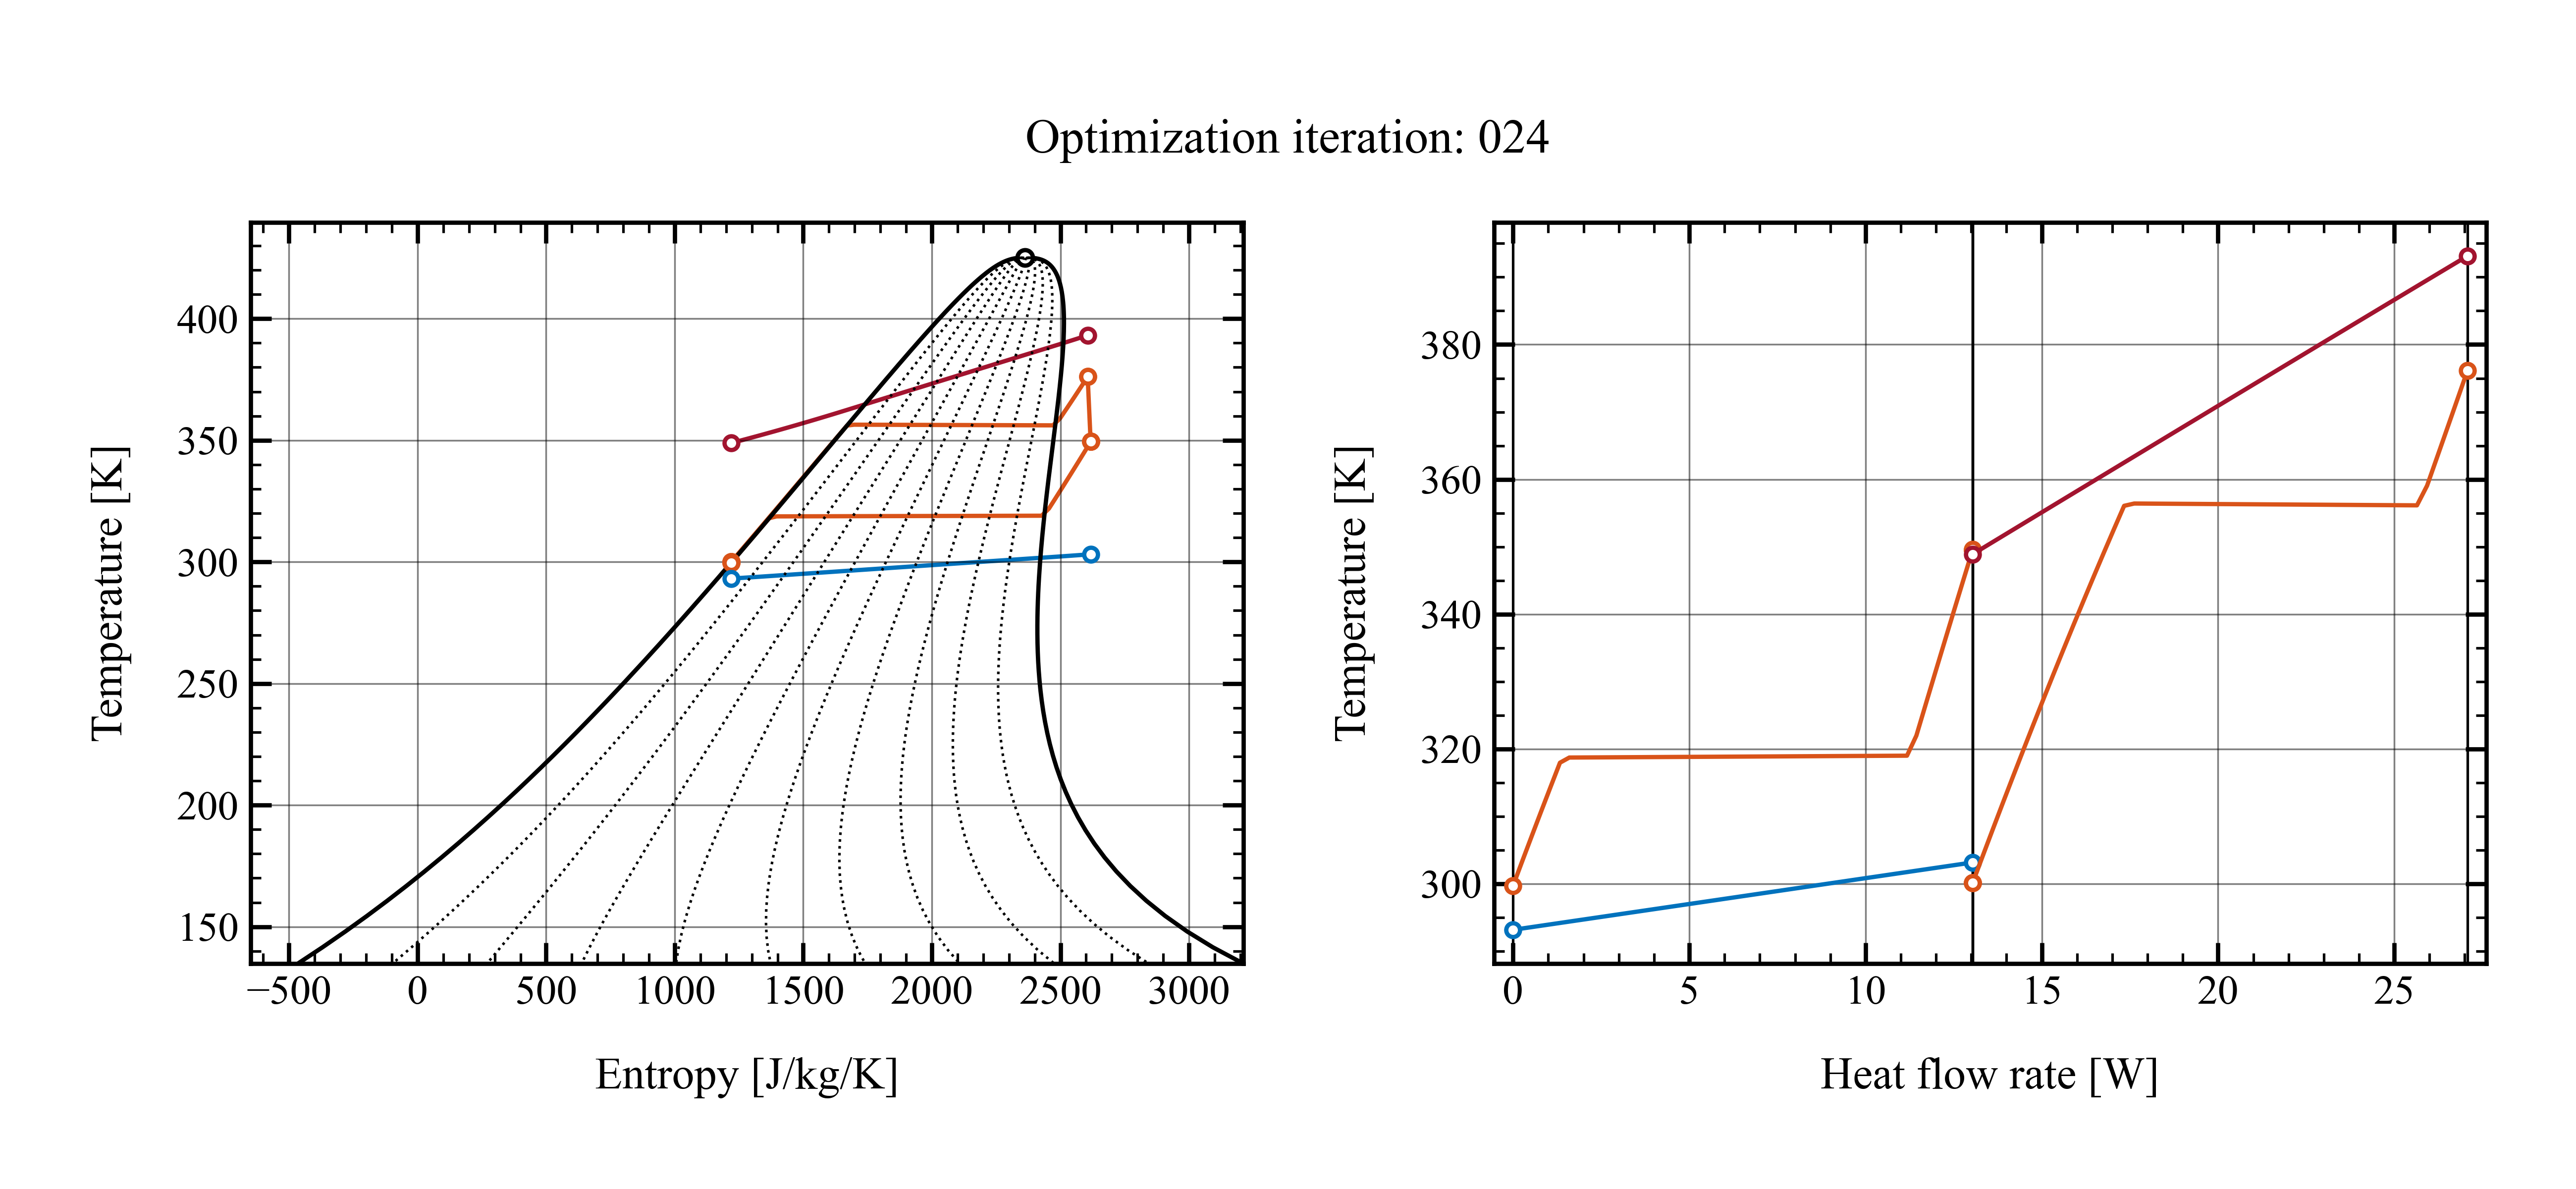 Optimization iteration: 024
Temperature [K]
400
350
300
250
200
150
−500 0 500 1000 1500 2000 2500 3000
Entropy [J/kg/K]
Temperature [K]
380
360
340
320
300
0 5 10 15 20 25
Heat flow rate [W]